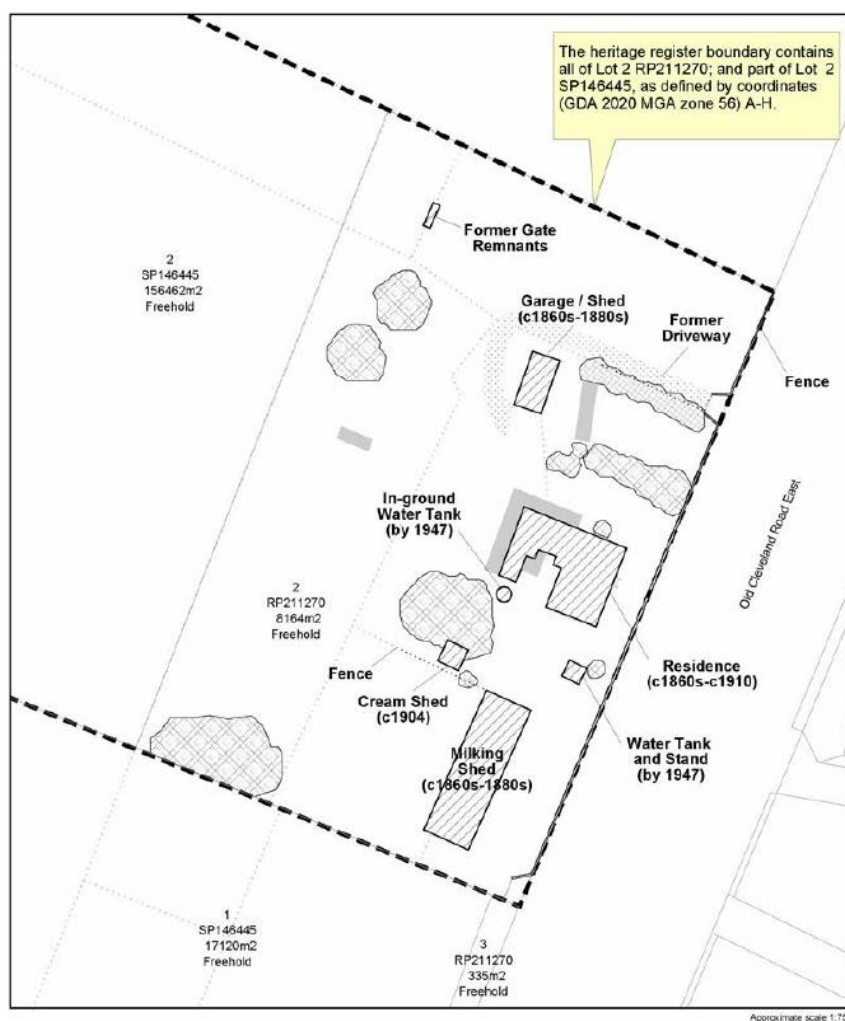 The heritage register boundary contains
all of Lot 2 RP211270; and part of Lot 2
SP146445, as defined by coordinates
(GDA 2020 MGA zone 56) A-H.
Former Gate
Remnants
2
SP146445
156462m2
Freehold
Garage / Shed
(c1860s-1880s)
Former
Driveway
Fence
In-ground
Water Tank
(by 1947)
Old Cleveland Road East
2
RP211270
8164m2
Freehold
Fence
Cream Shed
(c1904)
Residence
(c1860s-c1910)
Milking
Shed
(c1860s-1880s)
Water Tank
and Stand
(by 1947)
1
SP146445
17120m2
Freehold
3
RP211270
335m2
Freehold
Approximate scale